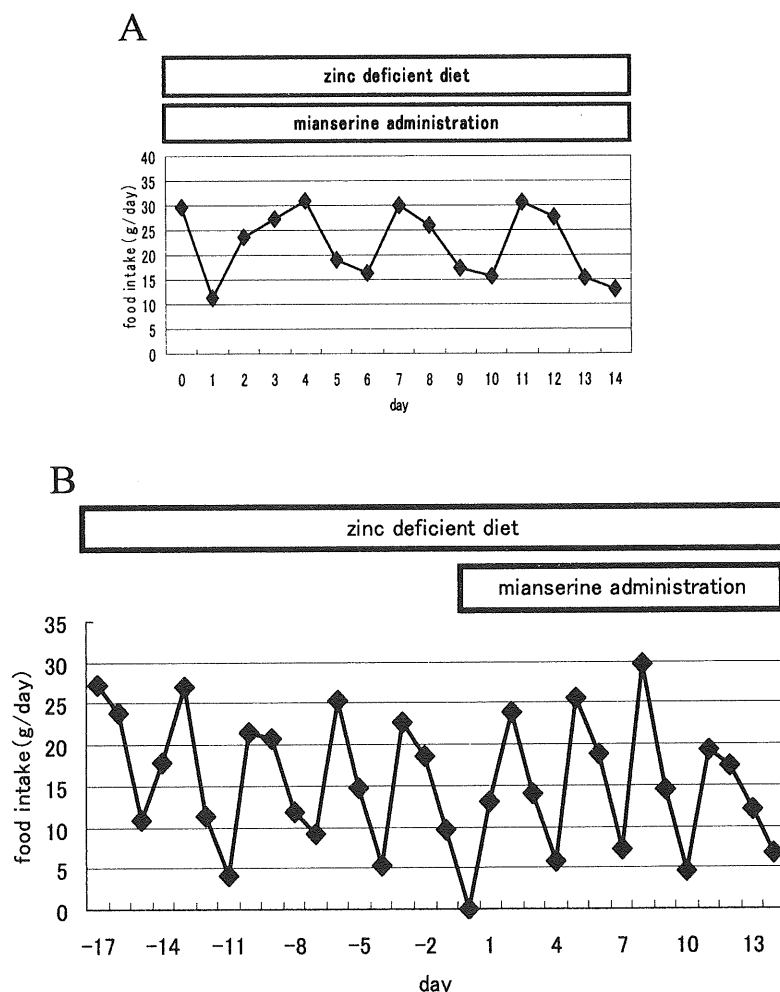 A
zinc deficient diet
mianserine administration
40
35
30
25
20
15
10
5
0
food intake (g/day)
0 1 2 3 4 5 6 7 8 9 10 11 12 13 14
day
B
zinc deficient diet
mianserine administration
35
30
25
20
15
10
5
0
food intake (g/day)
-17 -14 -11 -8 -5 -2 1 4 7 10 13
day